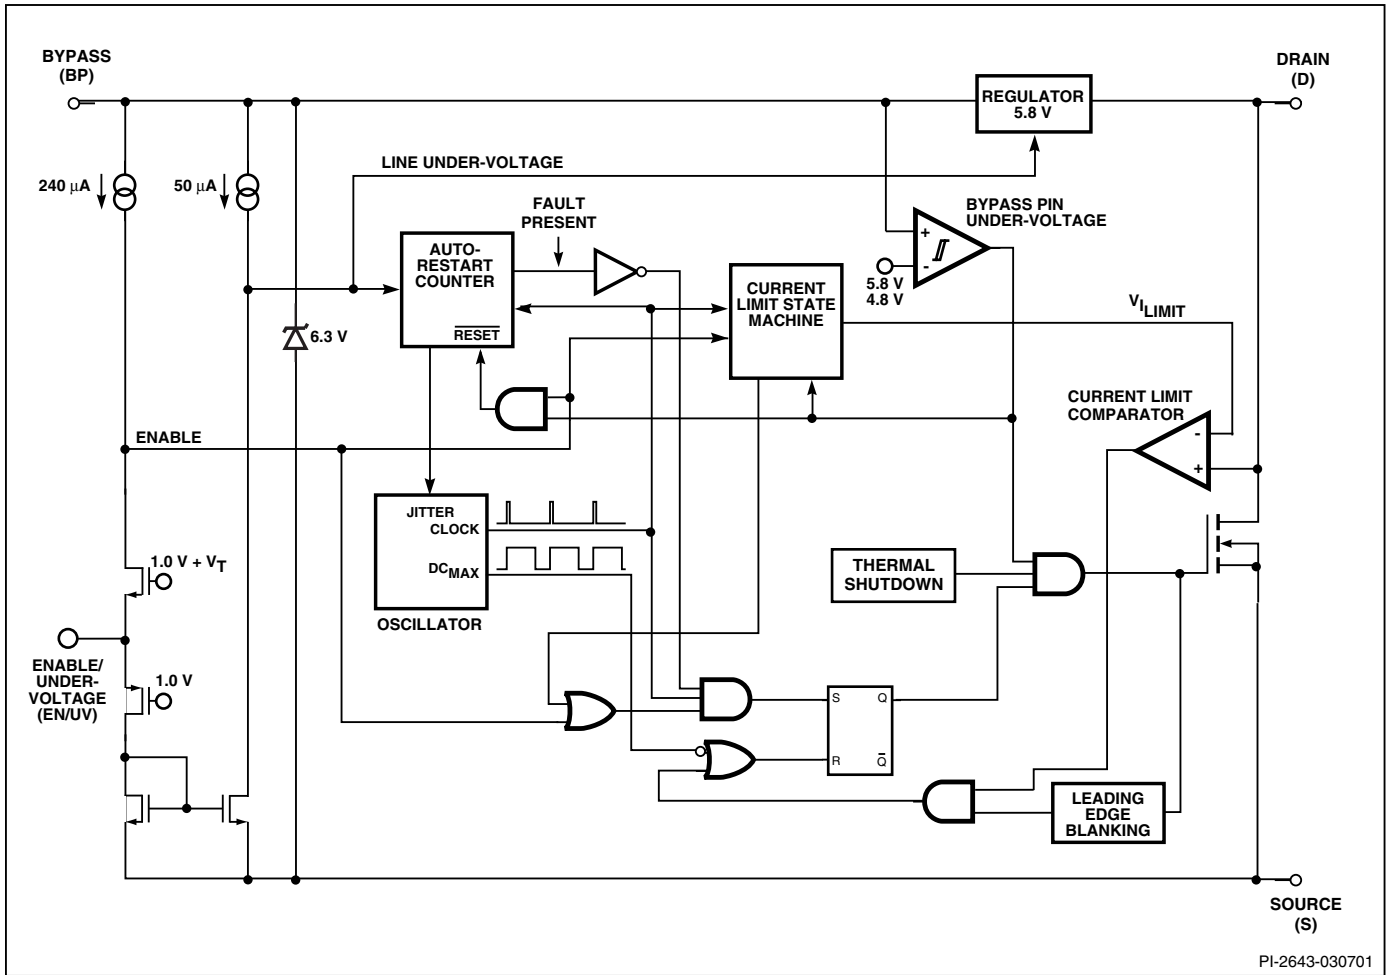 BYPASS
(BP)
DRAIN
(D)
REGULATOR
5.8 V
LINE UNDER-VOLTAGE
240 µA
50 µA
FAULT
PRESENT
BYPASS PIN
UNDER-VOLTAGE
+
-
5.8 V
4.8 V
AUTO-
RESTART
COUNTER
RESET
CURRENT
LIMIT STATE
MACHINE
VILIMIT
6.3 V
CURRENT LIMIT
COMPARATOR
-
+
ENABLE
JITTER
CLOCK
DCMAX
OSCILLATOR
1.0 V + VT
THERMAL
SHUTDOWN
ENABLE/
UNDER-
VOLTAGE
(EN/UV)
1.0 V
S Q
R Q
LEADING
EDGE
BLANKING
SOURCE
(S)
PI-2643-030701